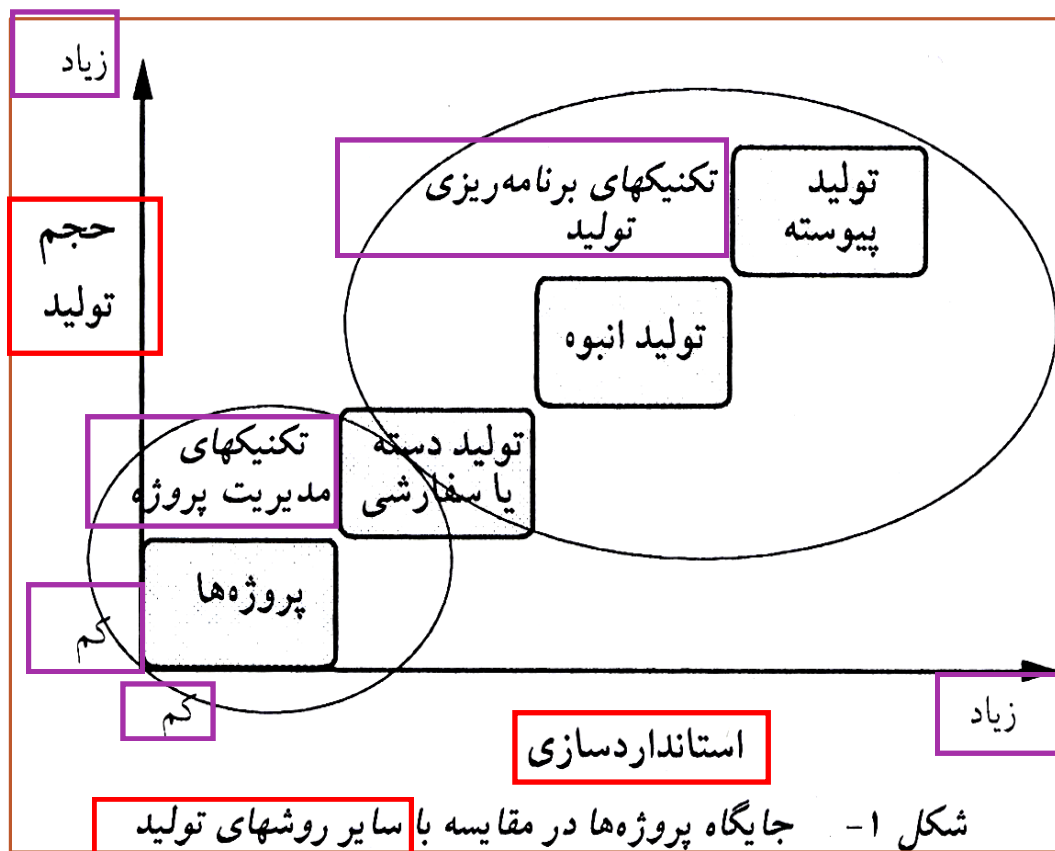 زیاد
تکنیکهای برنامه‌ریزی
تولید
تولید
پیوسته
حجم
تولید
تولید انبوه
تکنیکهای
مدیریت پروژه
تولید دسته
یا سفارشی
پروژه‌ها
کم
کم
زیاد
استانداردسازی
شکل ۱- جایگاه پروژه‌ها در مقایسه با سایر روشهای تولید